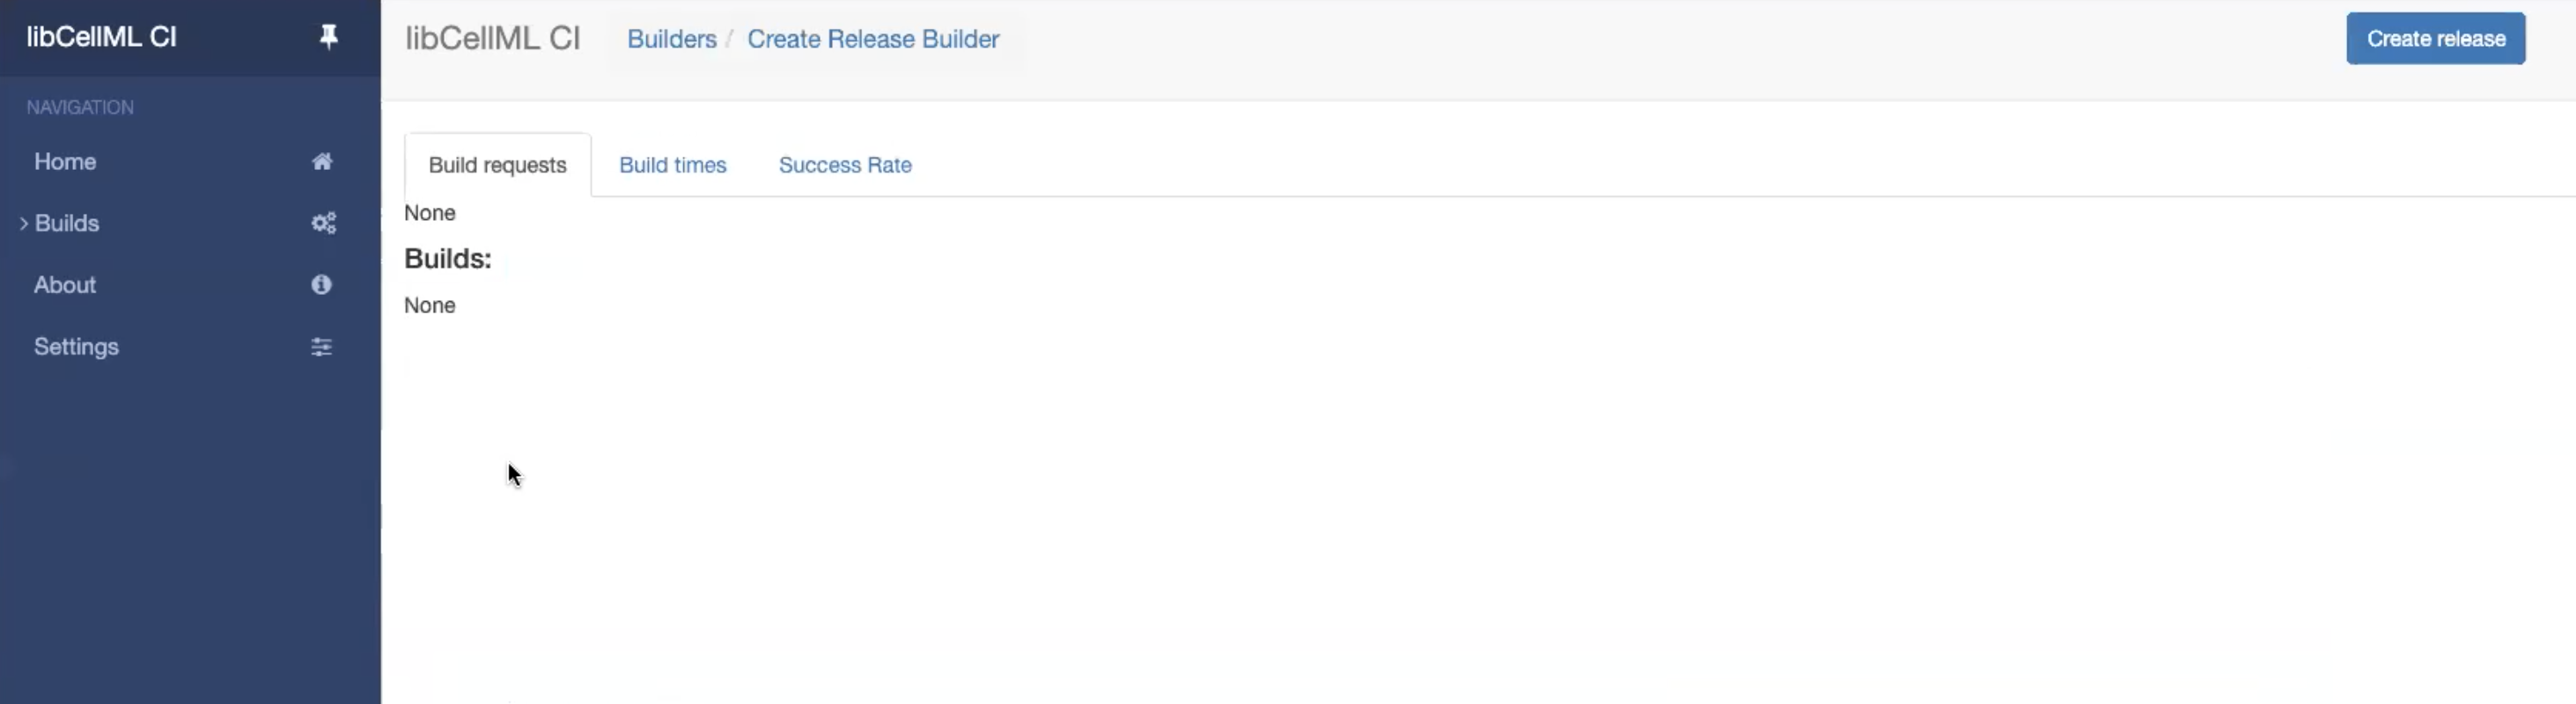 libCellML CI
NAVIGATION
Home
Builds
About
Settings
libCellML CI Builders / Create Release Builder Create release
Build requests Build times Success Rate
None
Builds:
None